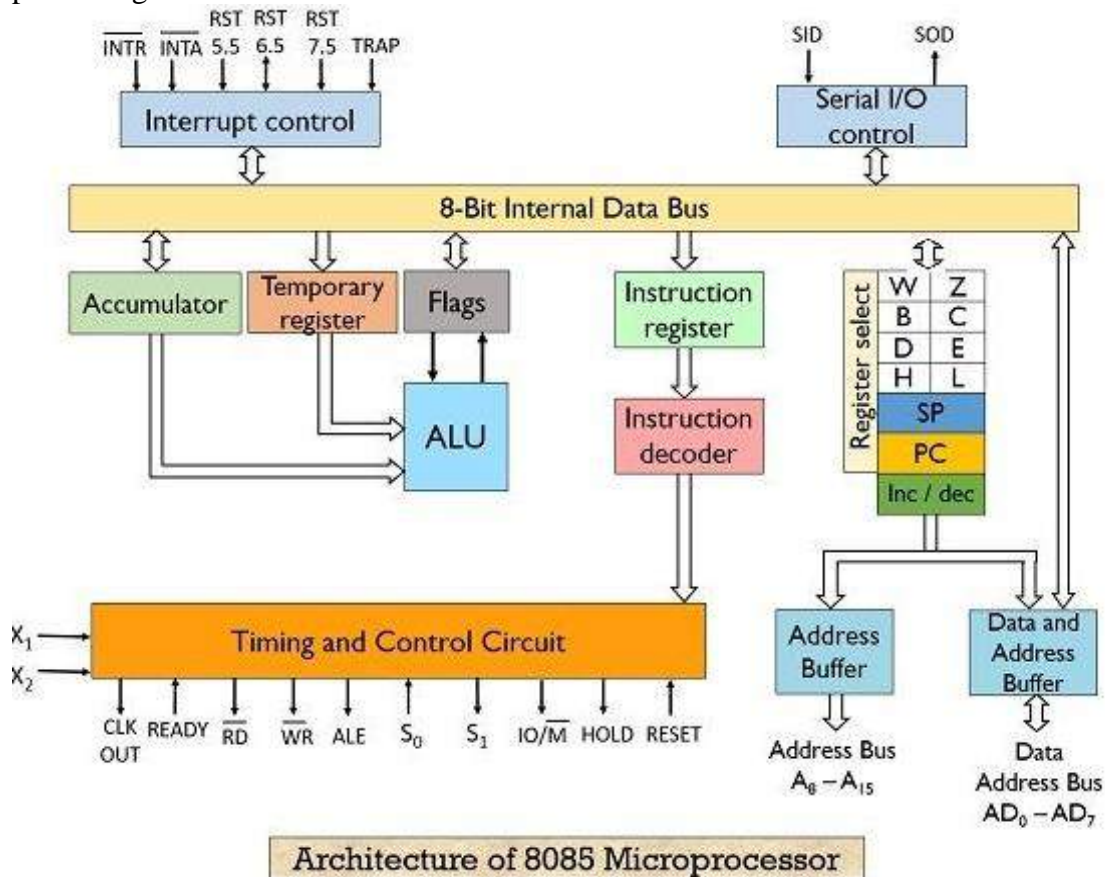 RST RST RST
INTR INTA 5.5 6.5 7.5 TRAP
SID SOD
Interrupt control
Serial I/O
control
8-Bit Internal Data Bus
Accumulator
Temporary
register
Flags
ALU
Instruction
register
Instruction
decoder
Register select
W Z
B C
D E
H L
SP
PC
Inc / dec
X₁
X₂
Timing and Control Circuit
CLK
OUT
READY
RD
WR
ALE
S₀
S₁
IO/M
HOLD
RESET
Address
Buffer
Data and
Address
Buffer
Address Bus
A₈ – A₁₅
Data
Address Bus
AD₀ – AD₇
Architecture of 8085 Microprocessor